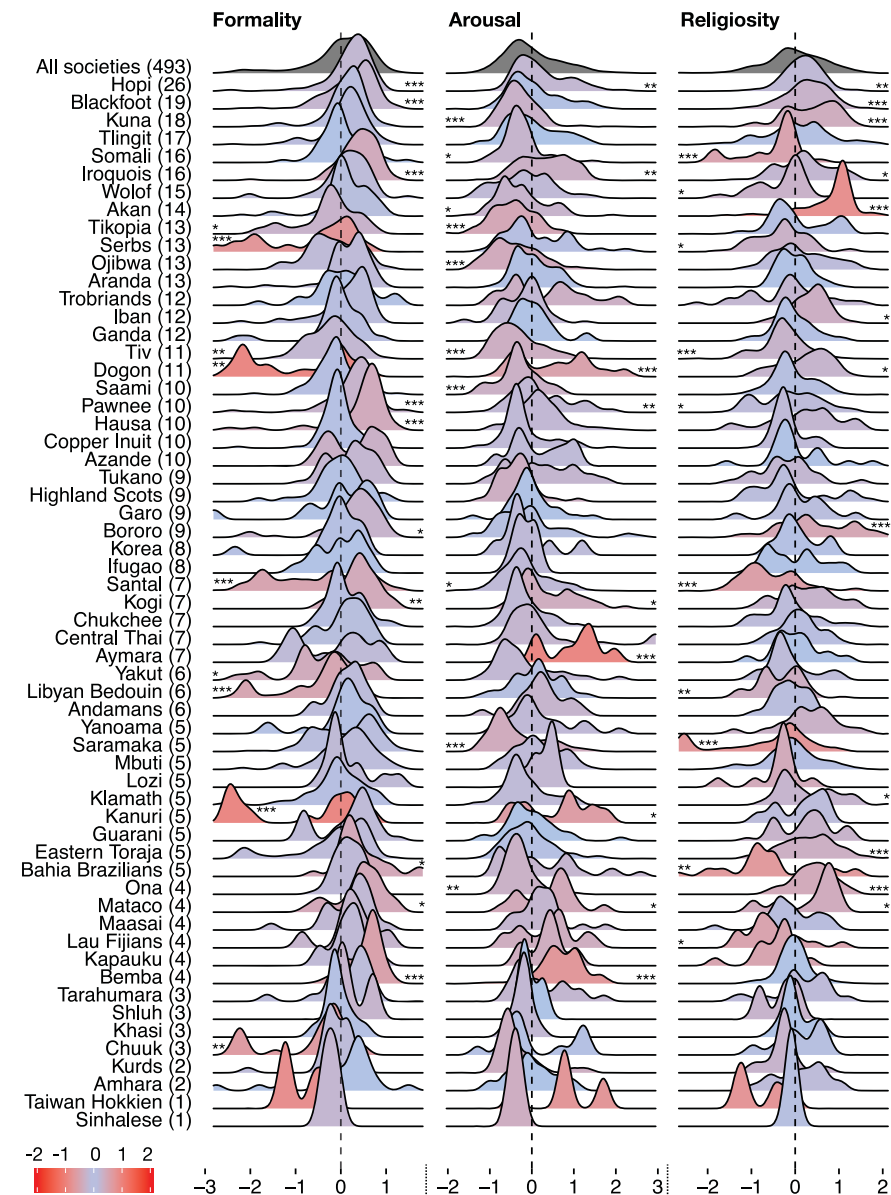 Formality Arousal Religiosity
All societies (493)
Hopi (26) *** ** **
Blackfoot (19) *** ***
Kuna (18) *** ***
Tlingit (17)
Somali (16) * ***
Iroquois (16) *** ** *
Wolof (15) *
Akan (14) * ***
Tikopia (13) * ***
Serbs (13) *** *
Ojibwa (13) ***
Aranda (13)
Trobriands (12)
Iban (12) *
Ganda (12)
Tiv (11) ** *** ***
Dogon (11) ** *** *
Saami (10) ***
Pawnee (10) *** ** *
Hausa (10) ***
Copper Inuit (10)
Azande (10)
Tukano (9)
Highland Scots (9)
Garo (9)
Bororo (9) * ***
Korea (8)
Ifugao (8)
Santal (7) *** * ***
Kogi (7) ** *
Chukchee (7)
Central Thai (7)
Aymara (7) ***
Yakut (6) *
Libyan Bedouin (6) *** **
Andamans (6)
Yanoama (5)
Saramaka (5) *** ***
Mbuti (5)
Lozi (5)
Klamath (5) *
Kanuri (5) *** *
Guarani (5)
Eastern Toraja (5) ***
Bahia Brazilians (5) * **
Ona (4) ** ***
Mataco (4) * * *
Maasai (4)
Lau Fijians (4) *
Kapauku (4)
Bemba (4) *** ***
Tarahumara (3)
Shluh (3)
Khasi (3)
Chuuk (3) **
Kurds (2)
Amhara (2)
Taiwan Hokkien (1)
Sinhalese (1)
-2 -1 0 1 2
−3 −2 −1 0 1 −2 −1 0 1 2 3 −2 −1 0 1 2